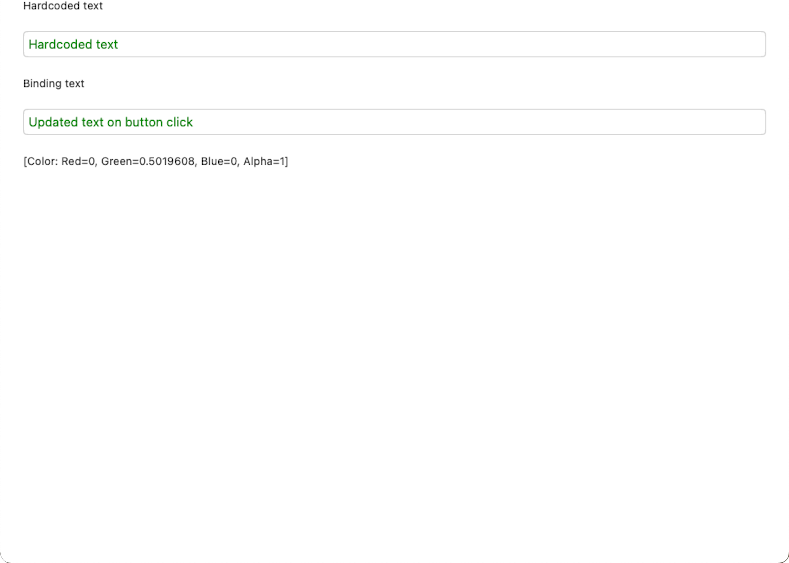 Hardcoded text
Hardcoded text
Binding text
Updated text on button click
[Color: Red=0, Green=0.5019608, Blue=0, Alpha=1]